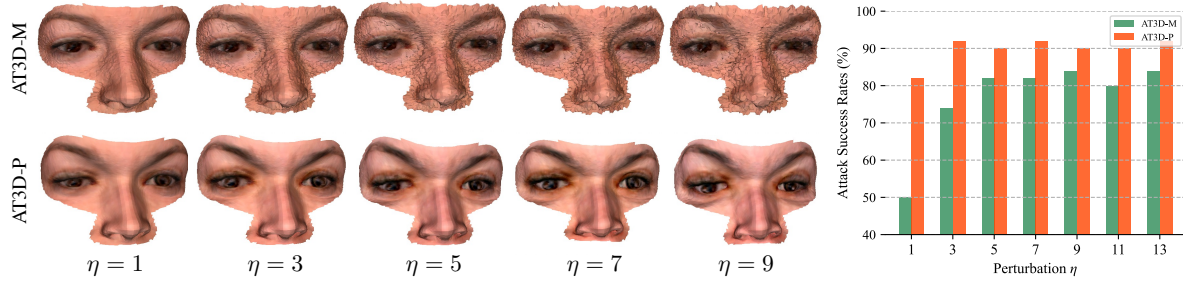 AT3D-M
AT3D-P
η = 1
η = 3
η = 5
η = 7
η = 9
Attack Success Rates (%)
100
90
80
70
60
50
40
AT3D-M
AT3D-P
1 3 5 7 9 11 13
Perturbation η